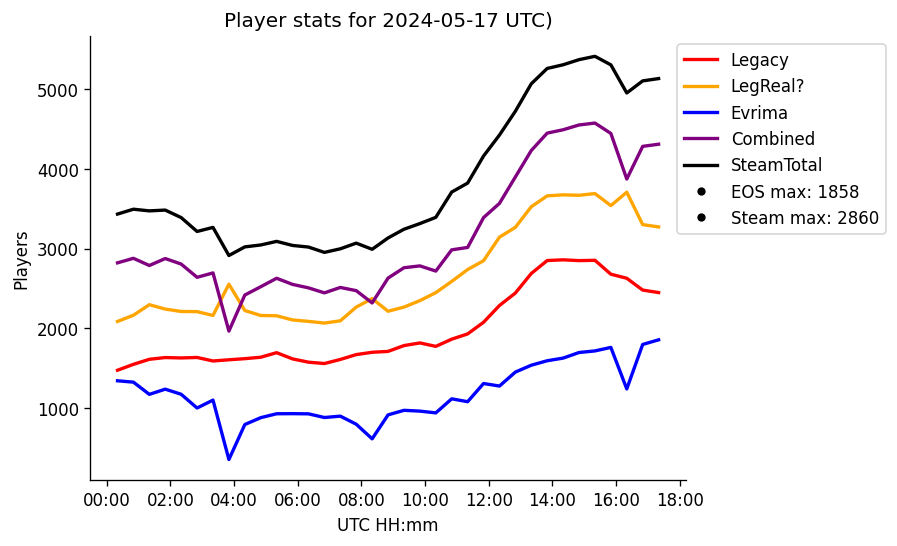 Player stats for 2024-05-17 UTC)
Players
5000
4000
3000
2000
1000
00:00 02:00 04:00 06:00 08:00 10:00 12:00 14:00 16:00 18:00
UTC HH:mm
Legacy
LegReal?
Evrima
Combined
SteamTotal
EOS max: 1858
Steam max: 2860